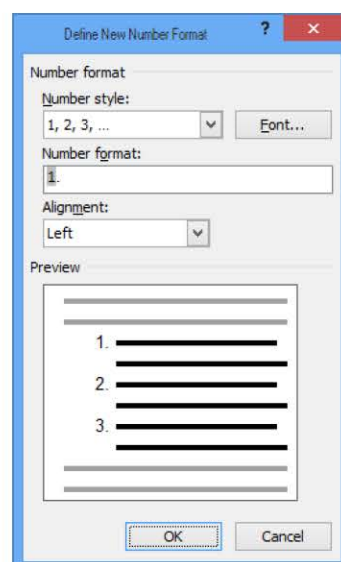 Define New Number Format ? ×
Number format
Number style:
1, 2, 3, ... Font...
Number format:
1.
Alignment:
Left
Preview
1.
2.
3.
OK Cancel